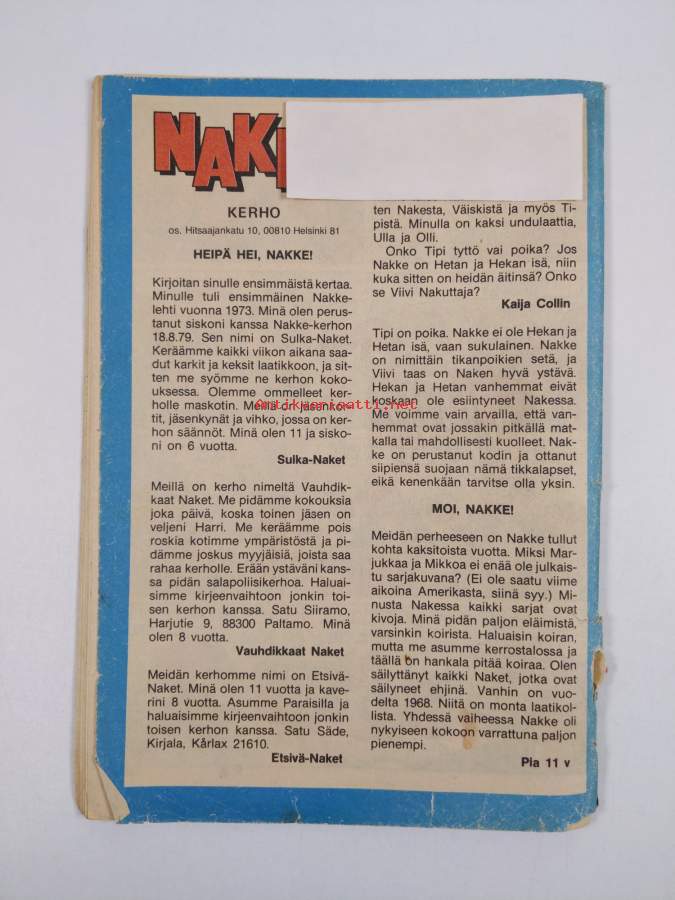 NAK
KERHO
os. Hitsaajankatu 10, 00810 Helsinki 81
HEIPÄ HEI, NAKKE!
Kirjoitan sinulle ensimmäistä kertaa.
Minulle tuli ensimmäinen Nakke-
lehti vuonna 1973. Minä olen perus-
tanut siskoni kanssa Nakke-kerhon
18.8.79. Sen nimi on Sulka-Naket.
Keräämme kaikki viikon aikana saa-
dut karkit ja keksit laatikkoon, ja sit-
ten me syömme ne kerhon koko-
uksessa. Olemme ommelleet ker-
holle maskotin. Meillä on jäsenkor-
tit, jäsenkynät ja vihko, jossa on ker-
hon säännöt. Minä olen 11 ja sisko-
ni on 6 vuotta.
Sulka-Naket
Meillä on kerho nimeltä Vauhdik-
kaat Naket. Me pidämme kokouksia
joka päivä, koska toinen jäsen on
veljeni Harri. Me keräämme pois
roskia kotimme ympäristöstä ja pi-
dämme joskus myyjäisiä, joista saa
rahaa kerholle. Erään ystäväni kans-
sa pidän salapoliisikerhoa. Haluai-
simme kirjeenvaihtoon jonkin toi-
sen kerhon kanssa. Satu Siiramo,
Harjutie 9, 88300 Paltamo. Minä
olen 8 vuotta.
Vauhdikkaat Naket
Meidän kerhomme nimi on Etsivä-
Naket. Minä olen 11 vuotta ja kave-
rini 8 vuotta. Asumme Paraisilla ja
haluaisimme kirjeenvaihtoon jonkin
toisen kerhon kanssa. Satu Säde,
Kirjala, Kårlax 21610.
Etsivä-Naket
ten Nakesta, Väiskistä ja myös Ti-
pistä. Minulla on kaksi undulaattia,
Ulla ja Olli.
Onko Tipi tyttö vai poika? Jos
Nakke on Hetan ja Hekan isä, niin
kuka sitten on heidän äitinsä? Onko
se Viivi Nakuttaja?
Kaija Collin
Tipi on poika. Nakke ei ole Hekan ja
Hetan isä, vaan sukulainen. Nakke
on nimittäin tikanpoikien setä, ja
Viivi taas on Naken hyvä ystävä.
Hekan ja Hetan vanhemmat eivät
koskaan ole esiintyneet Nakessa.
Me voimme vain arvailla, että van-
hemmat ovat jossakin pitkällä mat-
kalla tai mahdollisesti kuolleet. Nak-
ke on perustanut kodin ja ottanut
siipiensä suojaan nämä tikkalapset,
eikä kenenkään tarvitse olla yksin.
MOI, NAKKE!
Meidän perheeseen on Nakke tullut
kohta kaksitoista vuotta. Miksi Mar-
jukkaa ja Mikkoa ei enää ole julkais-
tu sarjakuvana? (Ei ole saatu viime
aikoina Amerikasta, siinä syy.) Mi-
nusta Nakessa kaikki sarjat ovat
kivoja. Minä pidän paljon eläimistä,
varsinkin koirista. Haluaisin koiran,
mutta me asumme kerrostalossa ja
täällä on hankala pitää koiraa. Olen
säilyttänyt kaikki Naket, jotka ovat
säilyneet ehjinä. Vanhin on vuo-
delta 1968. Niitä on monta laatikol-
lista. Yhdessä vaiheessa Nakke oli
nykyiseen kokoon varrattuna paljon
pienempi.
Pia 11 v
Antikvariaatti.net